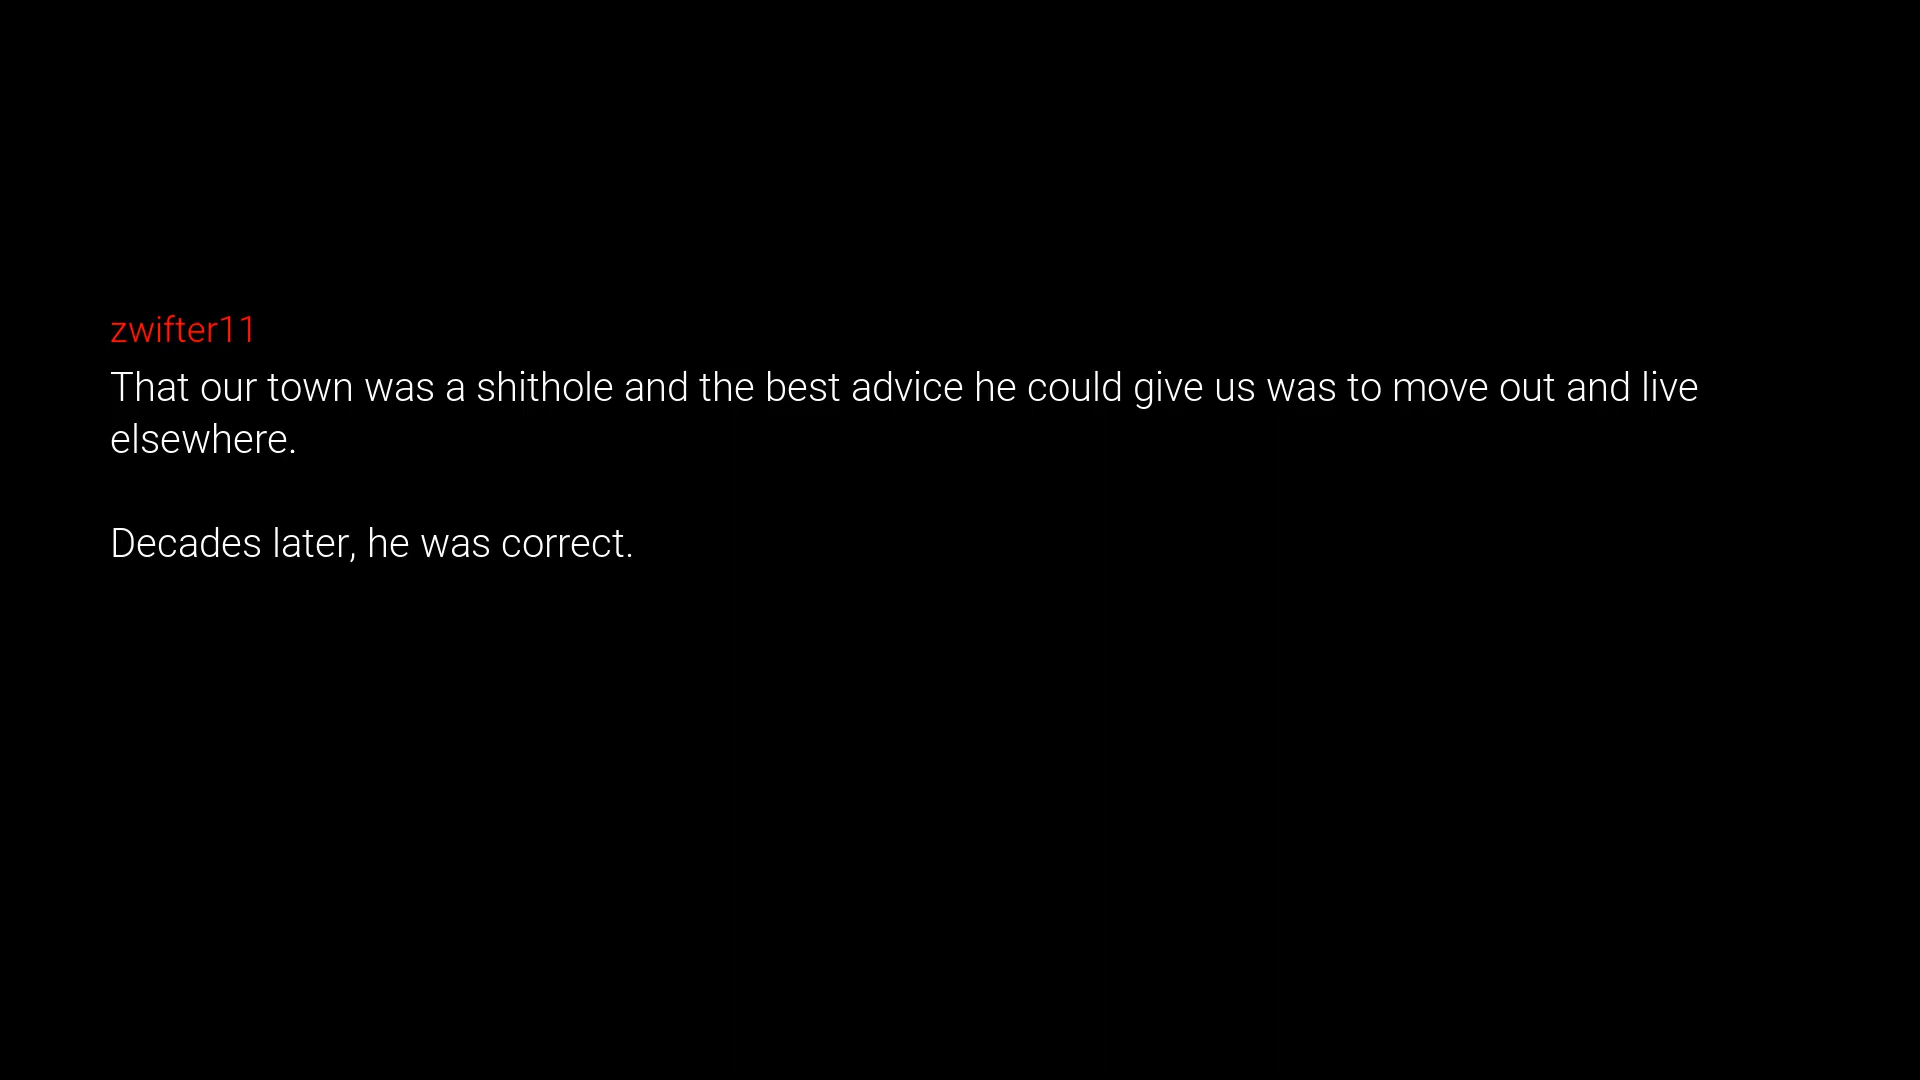 zwifter11
That our town was a shithole and the best advice he could give us was to move out and live
elsewhere.
Decades later, he was correct.